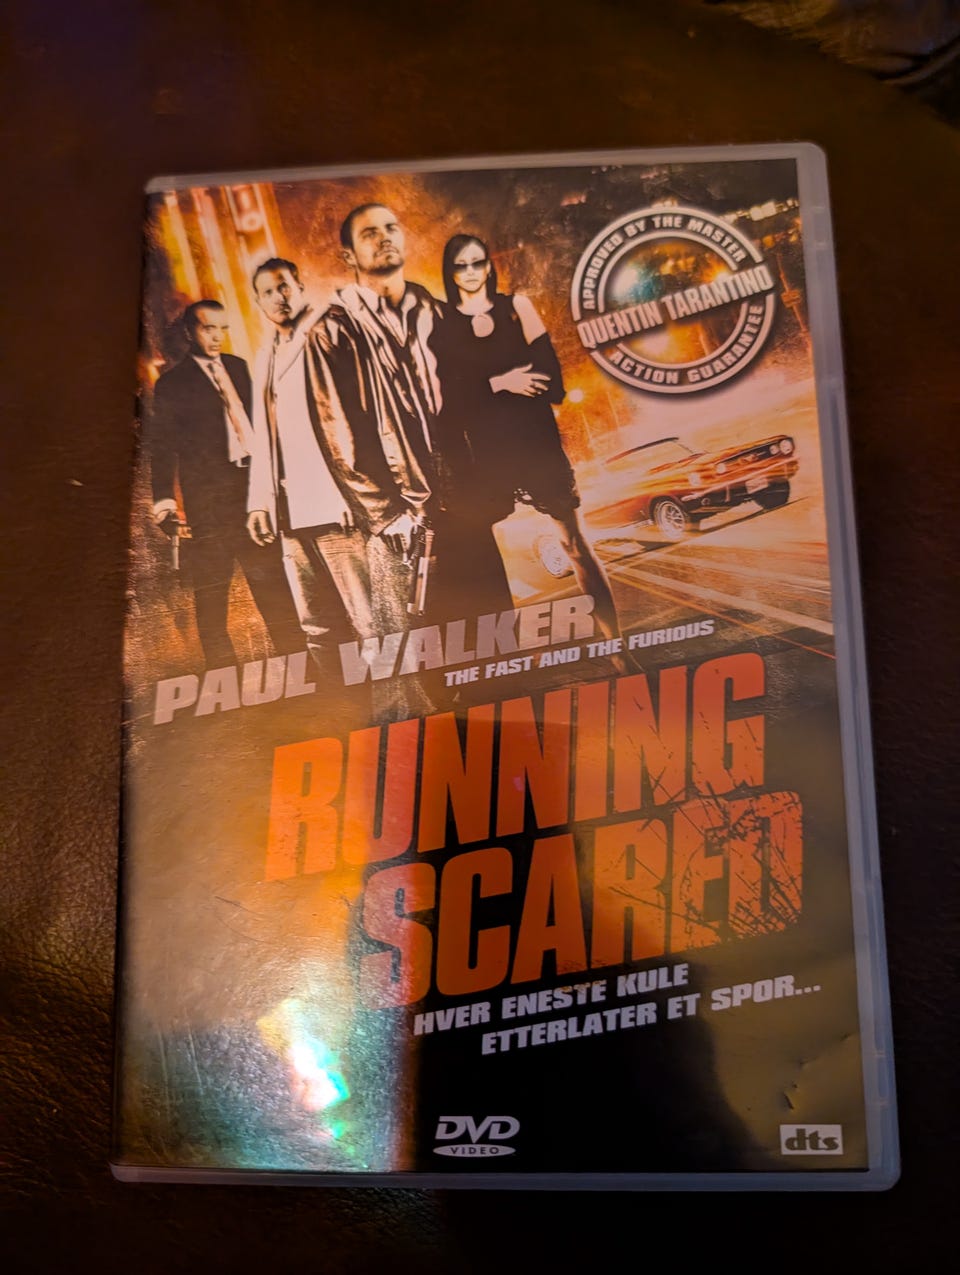 APPROVED BY THE MASTER
QUENTIN TARANTINO
ACTION GUARANTEE
PAUL WALKER
THE FAST AND THE FURIOUS
RUNNING
SCARED
HVER ENESTE KULE
ETTERLATER ET SPOR...
DVD
VIDEO
dts